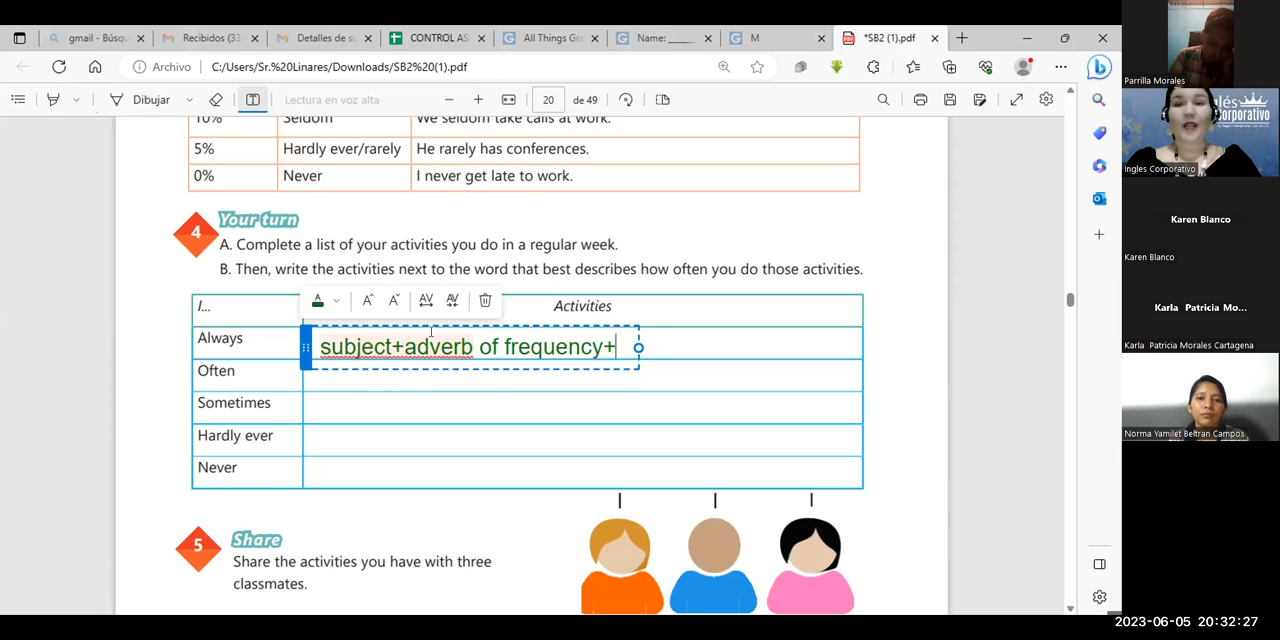 gmail - Búsqu
Recibidos (33
Detalles de su
CONTROL AS
All Things Gra
Name: ____
M
*SB2 (1).pdf
Archivo
C:/Users/Sr.%20Linares/Downloads/SB2%20(1).pdf
Dibujar
Lectura en voz alta
20
de 49
10% Seldom We seldom take calls at work.
5% Hardly ever/rarely He rarely has conferences.
0% Never I never get late to work.
4 Your turn
A. Complete a list of your activities you do in a regular week.
B. Then, write the activities next to the word that best describes how often you do those activities.
I... Activities
Always subject+adverb of frequency+
Often
Sometimes
Hardly ever
Never
5 Share
Share the activities you have with three
classmates.
Parrilla Morales
Corporativo
Ingles Corporativo
Karen Blanco
Karen Blanco
Karla Patricia Mo...
Karla Patricia Morales Cartagena
Norma Yamilet Beltran Campos
2023-06-05 20:32:27